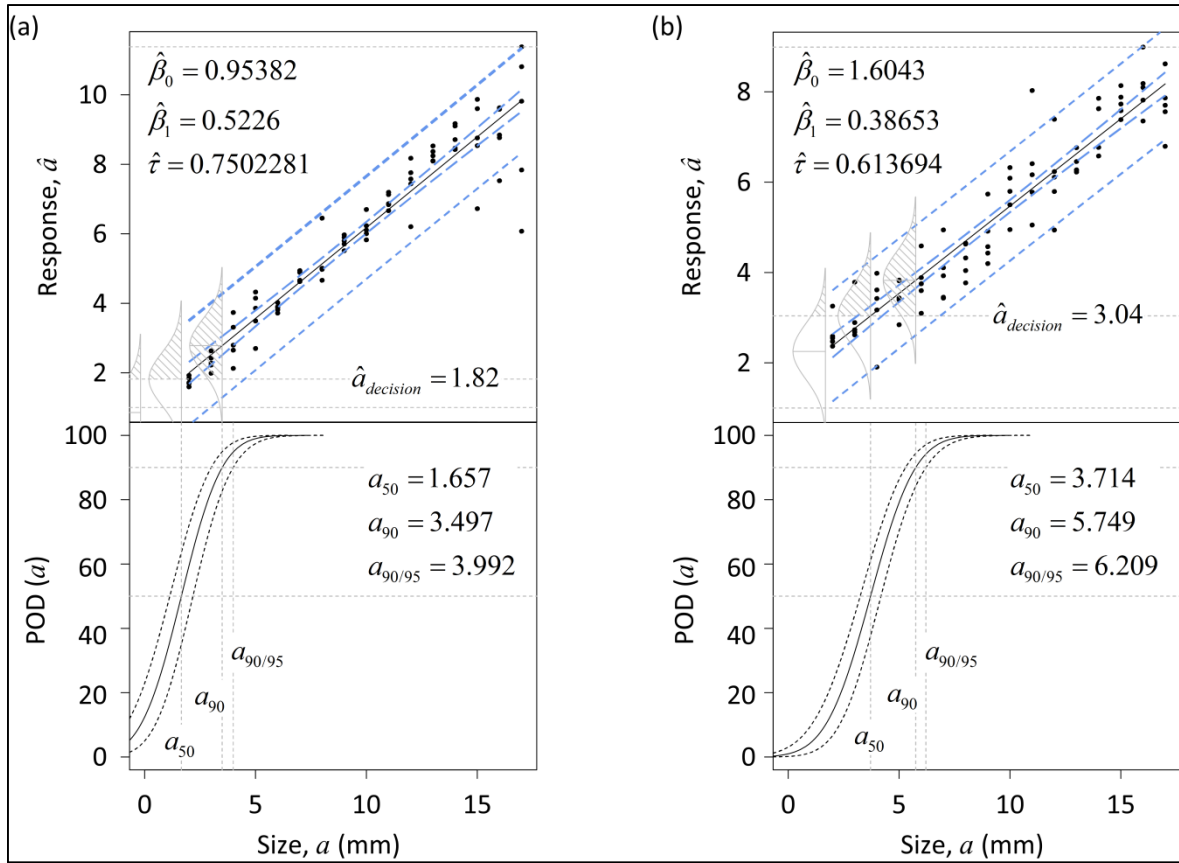 (a)
β̂₀ = 0.95382
β̂₁ = 0.5226
τ̂ = 0.7502281
Response, â
10
8
6
4
2
â_decision = 1.82
100
80
60
40
20
0
POD (a)
a₅₀ = 1.657
a₉₀ = 3.497
a₉₀/₉₅ = 3.992
a₉₀/₉₅
a₉₀
a₅₀
0 5 10 15
Size, a (mm)
(b)
β̂₀ = 1.6043
β̂₁ = 0.38653
τ̂ = 0.613694
Response, â
8
6
4
2
â_decision = 3.04
100
80
60
40
20
0
POD (a)
a₅₀ = 3.714
a₉₀ = 5.749
a₉₀/₉₅ = 6.209
a₉₀/₉₅
a₉₀
a₅₀
0 5 10 15
Size, a (mm)